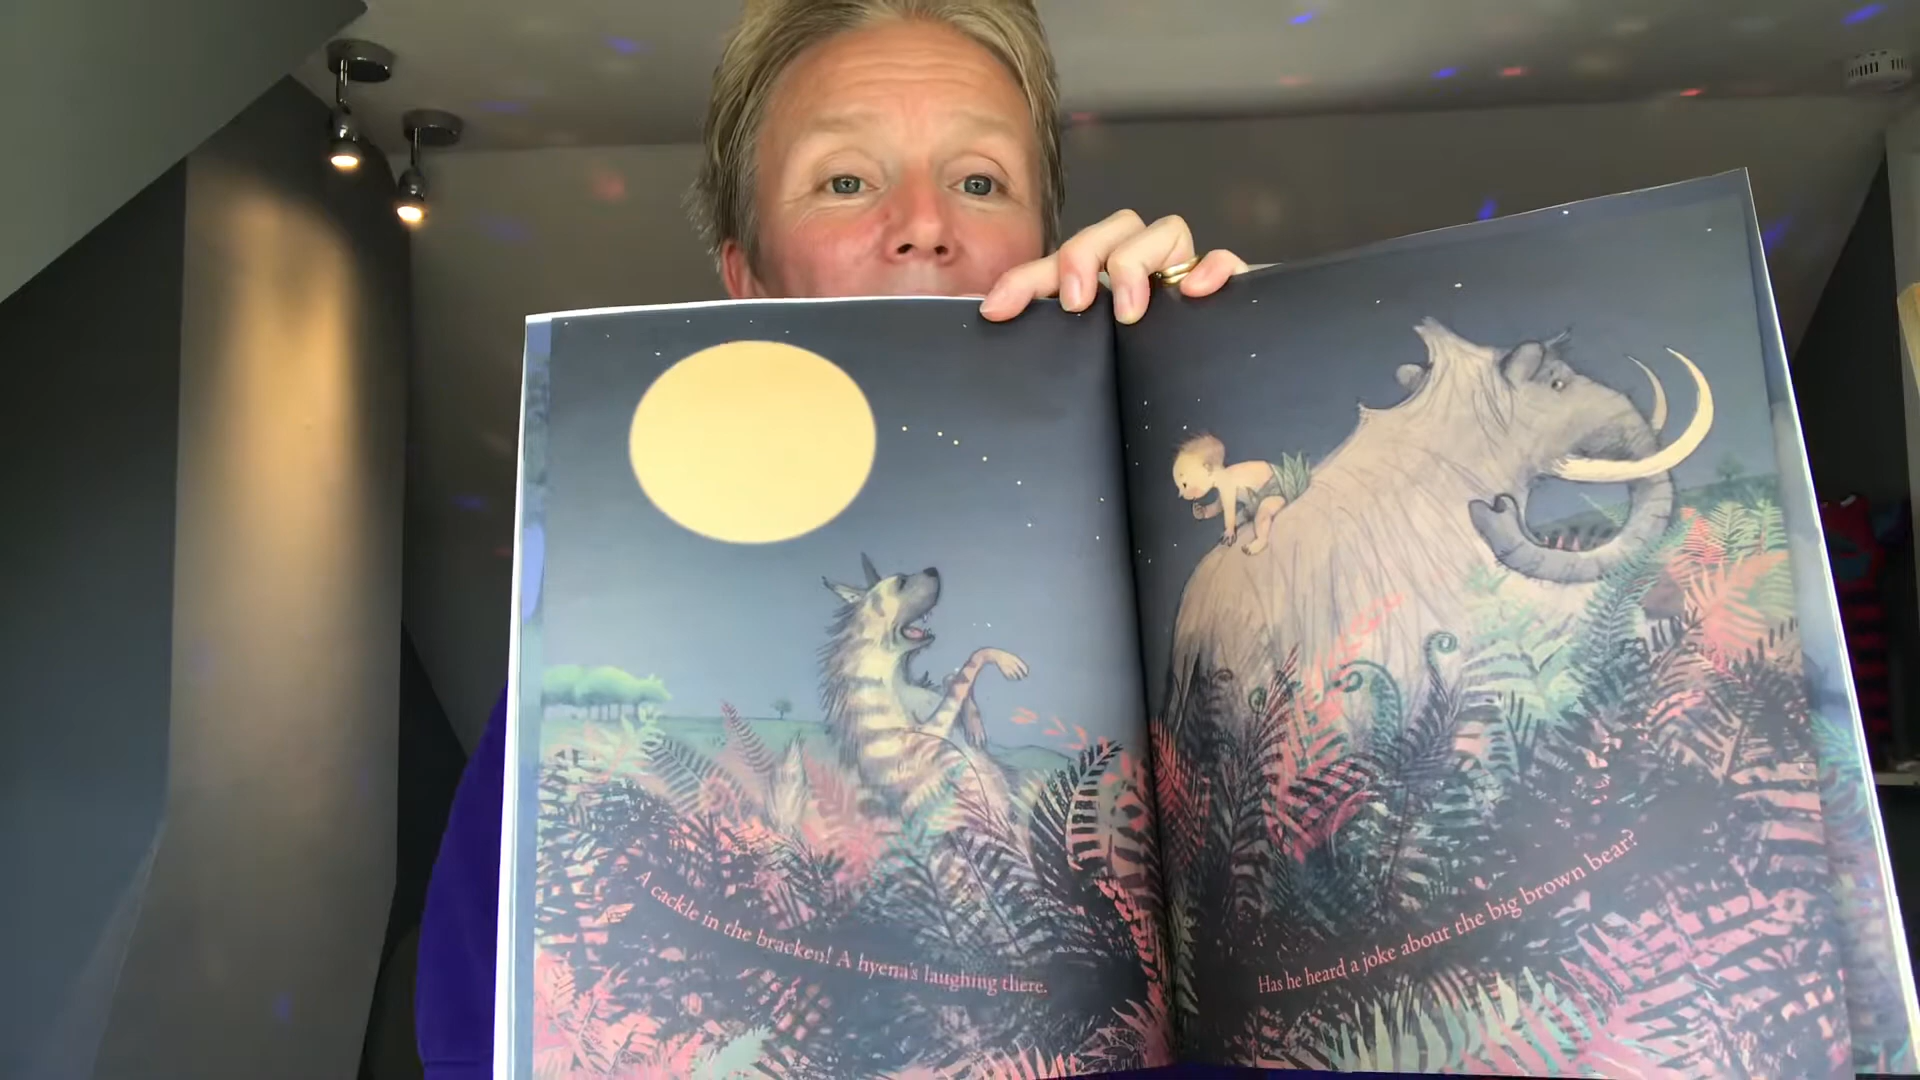 A cackle in the bracken! A hyena's laughing there.
Has he heard a joke about the big brown bear?